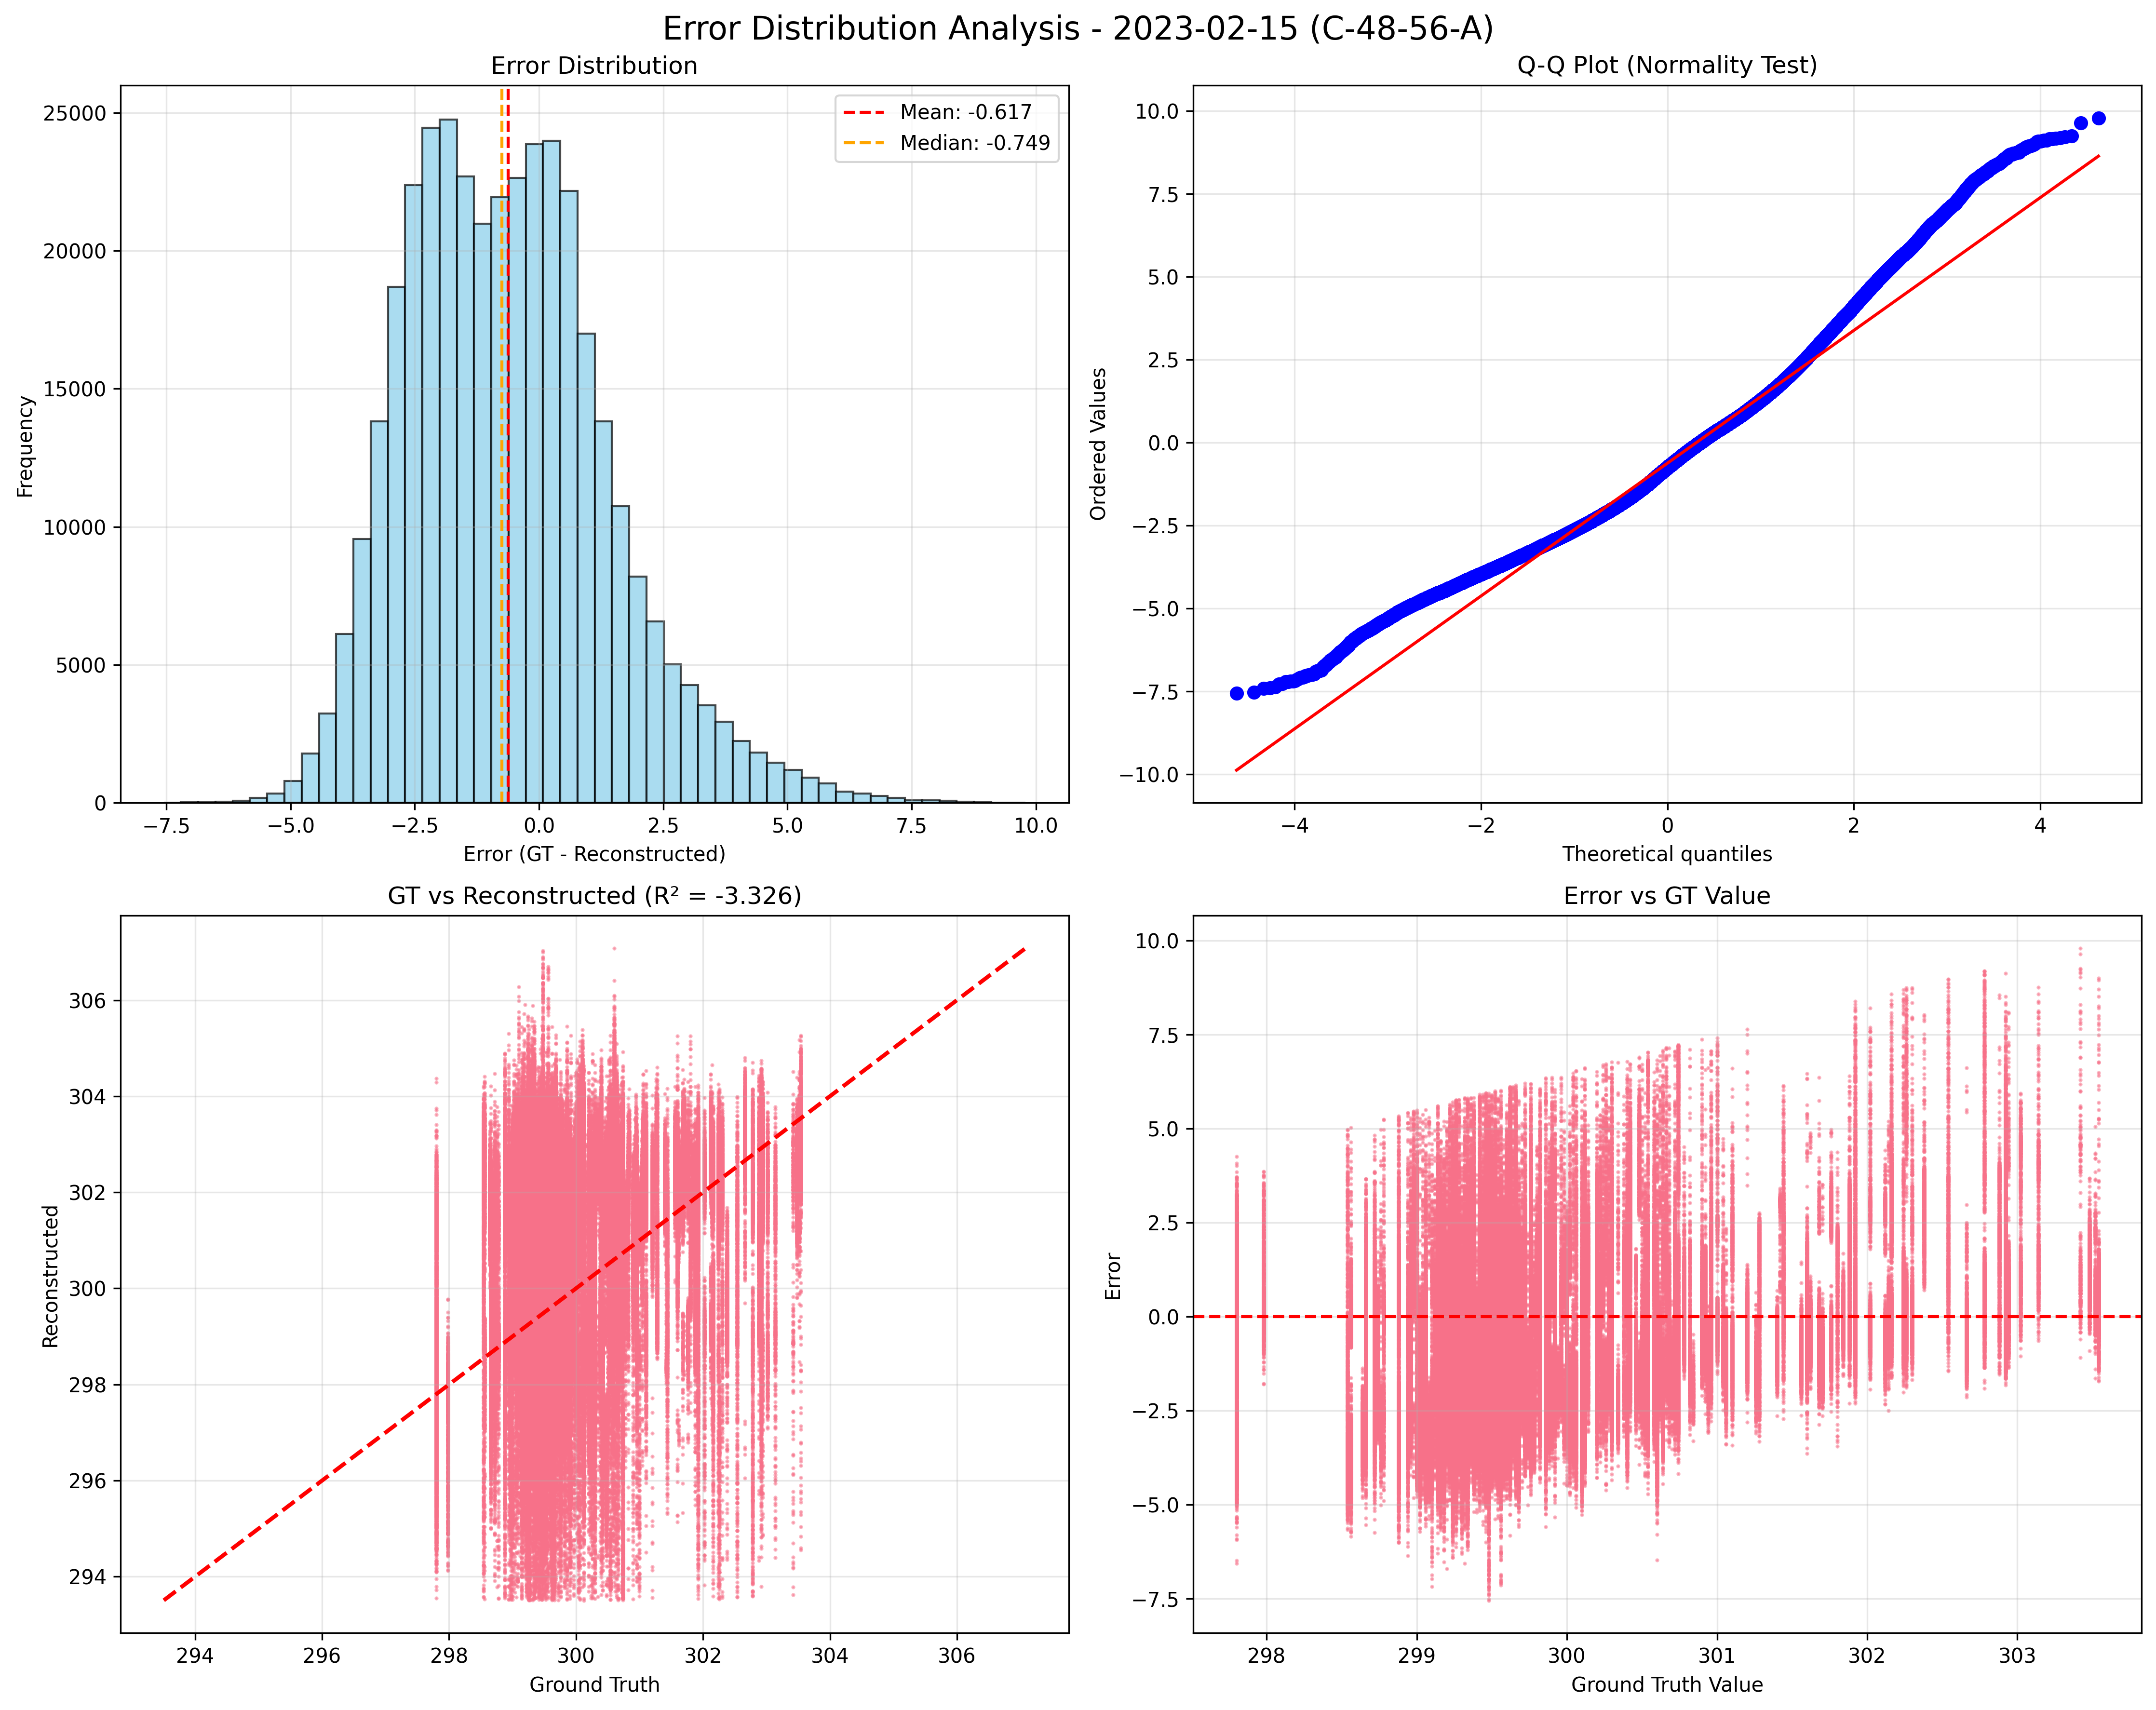 Error Distribution Analysis - 2023-02-15 (C-48-56-A)
Error Distribution
Mean: -0.617
Median: -0.749
Frequency
25000
20000
15000
10000
5000
0
−7.5 −5.0 −2.5 0.0 2.5 5.0 7.5 10.0
Error (GT - Reconstructed)
Q-Q Plot (Normality Test)
Ordered Values
10.0
7.5
5.0
2.5
0.0
−2.5
−5.0
−7.5
−10.0
−4 −2 0 2 4
Theoretical quantiles
GT vs Reconstructed (R² = -3.326)
Reconstructed
306
304
302
300
298
296
294
294 296 298 300 302 304 306
Ground Truth
Error vs GT Value
Error
10.0
7.5
5.0
2.5
0.0
−2.5
−5.0
−7.5
298 299 300 301 302 303
Ground Truth Value